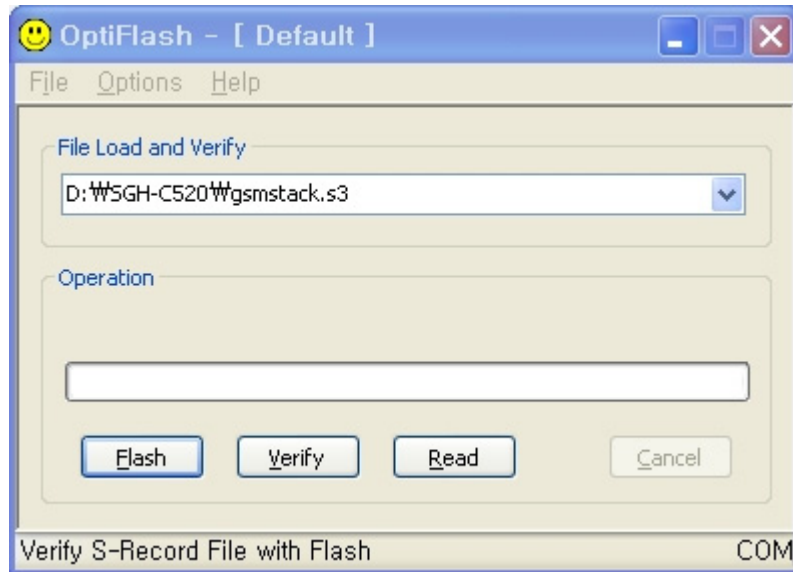 OptiFlash - [ Default ]
File Options Help
File Load and Verify
D:₩SGH-C520₩gsmstack.s3
Operation
Flash Verify Read Cancel
Verify S-Record File with Flash COM